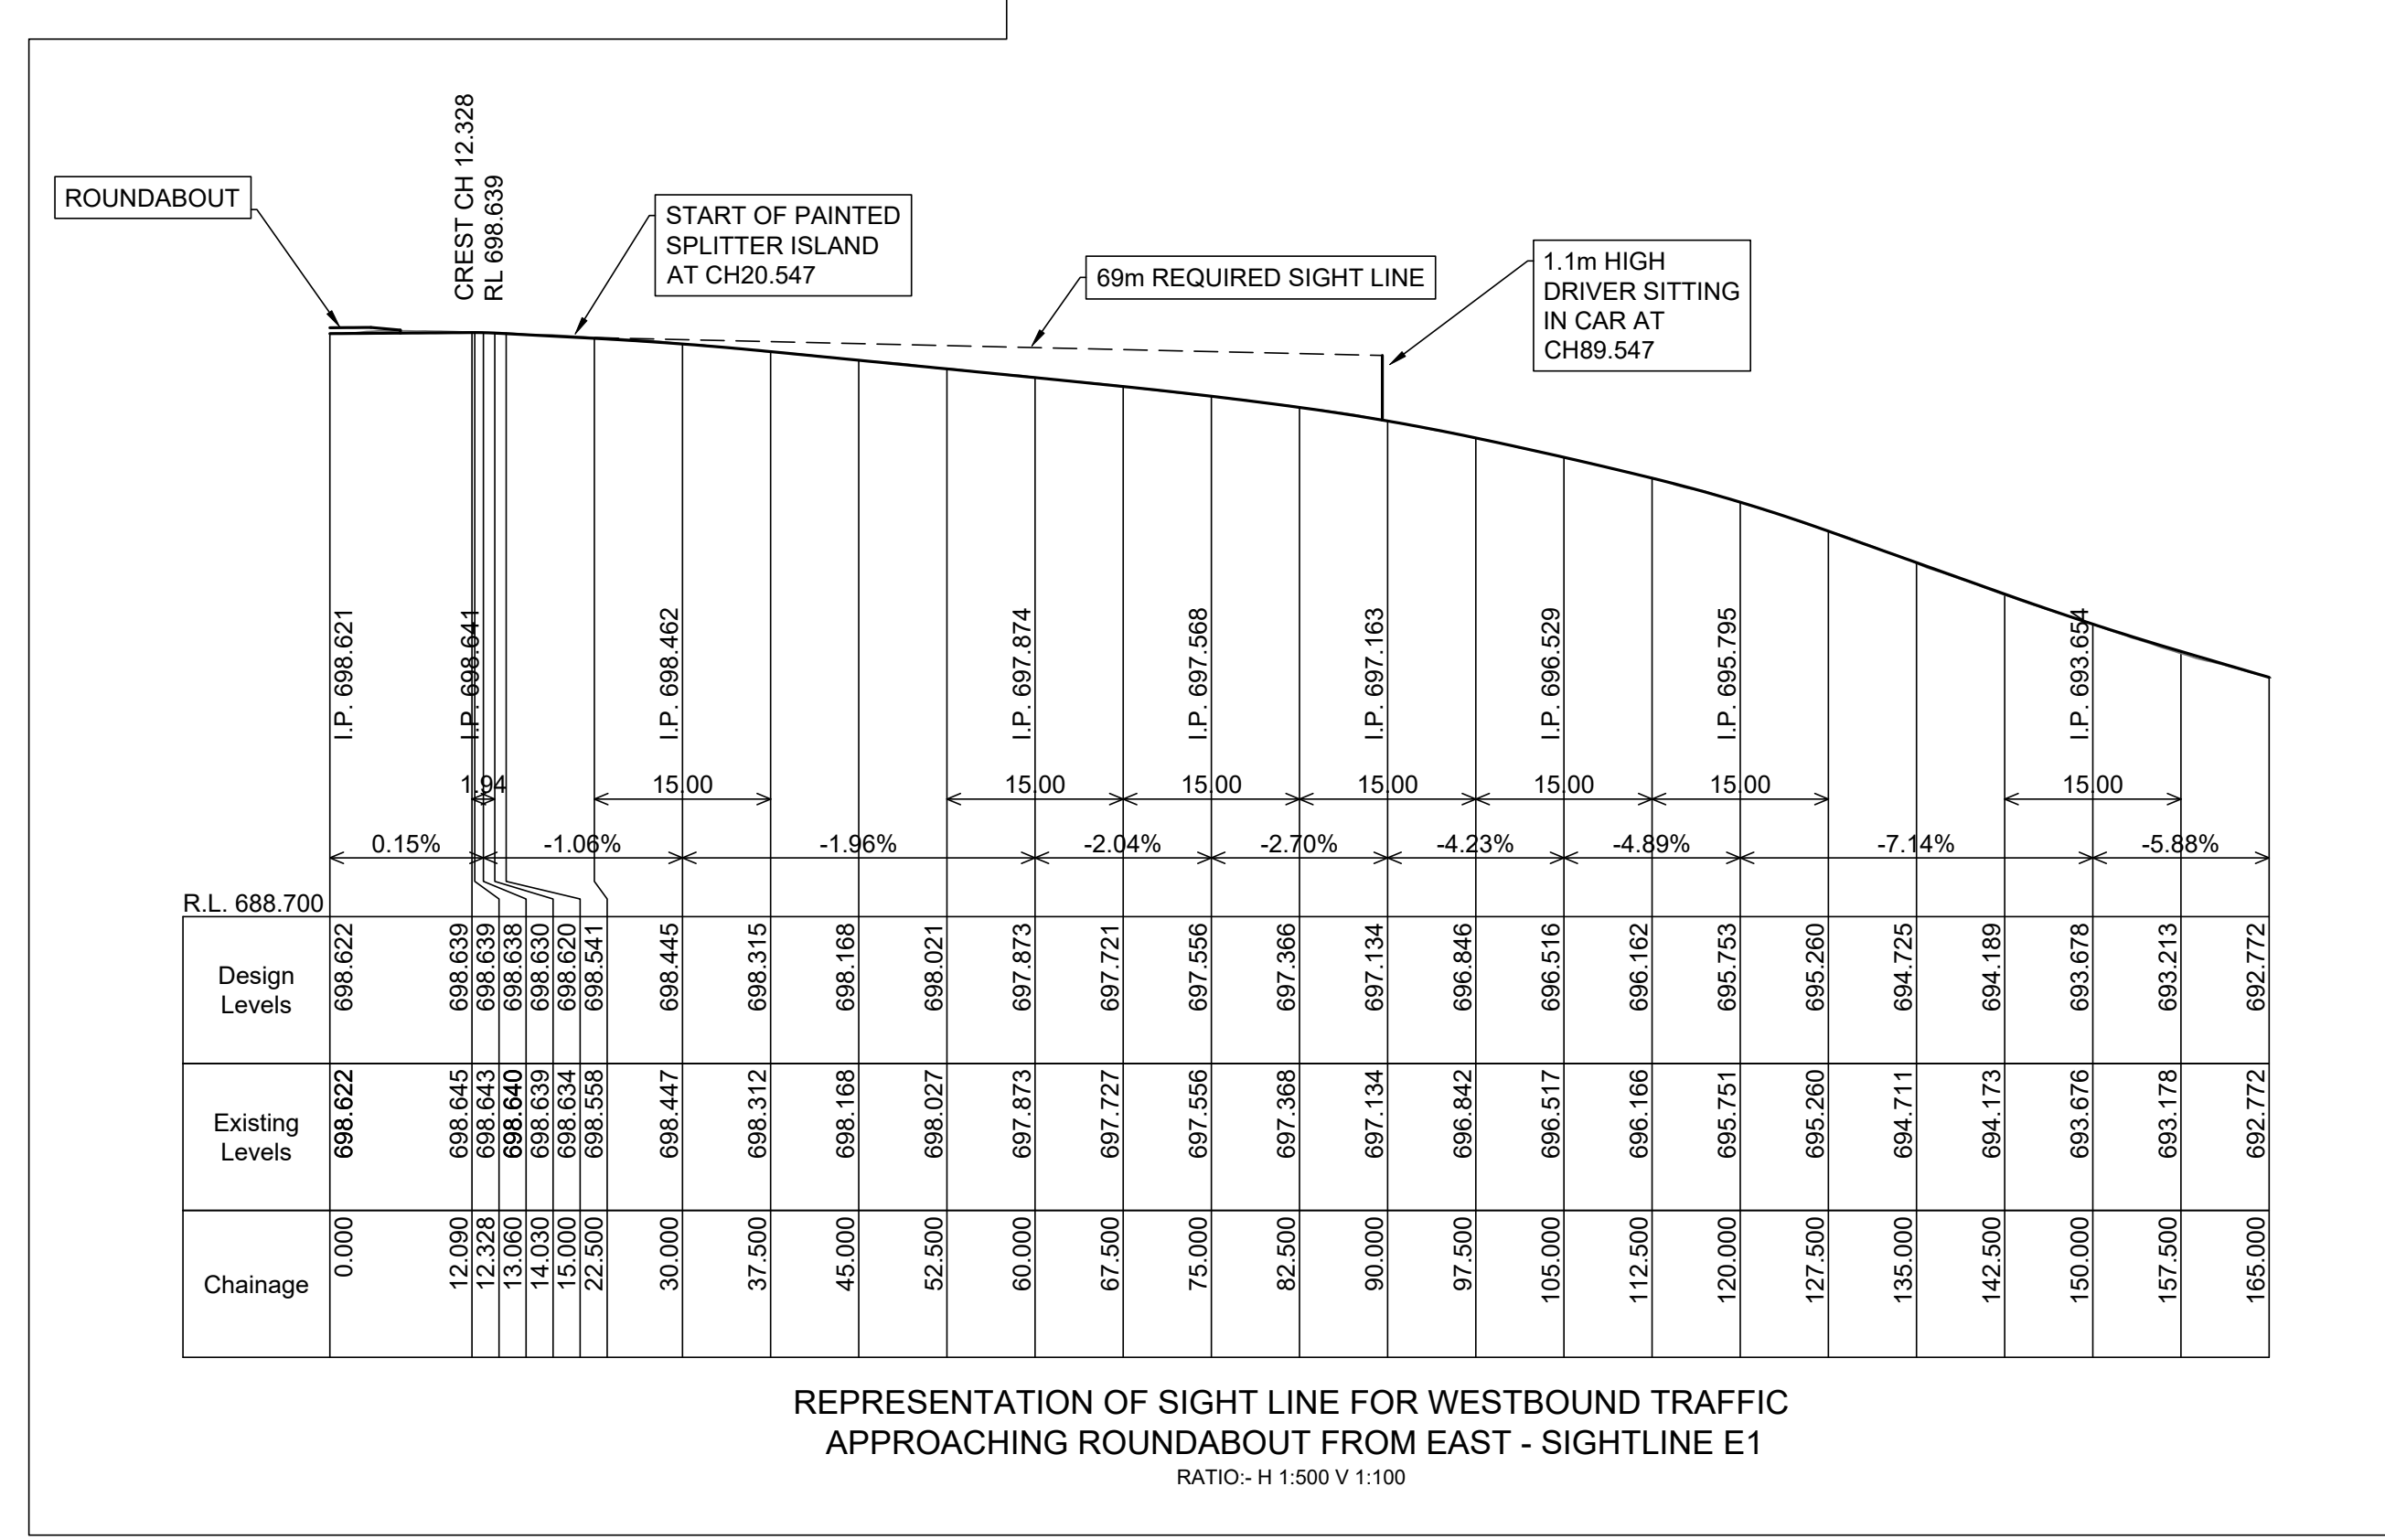 CREST CH 12.328
RL 698.639
ROUNDABOUT
START OF PAINTED
SPLITTER ISLAND
AT CH20.547
69m REQUIRED SIGHT LINE
1.1m HIGH
DRIVER SITTING
IN CAR AT
CH89.547
I.P. 698.621
I.P. 698.641
I.P. 698.462
I.P. 697.874
I.P. 697.568
I.P. 697.163
I.P. 696.529
I.P. 695.795
I.P. 693.654
1.94 15.00 15.00 15.00 15.00 15.00 15.00 15.00
0.15% -1.06% -1.96% -2.04% -2.70% -4.23% -4.89% -7.14% -5.88%
R.L. 688.700
Design
Levels
698.622 698.639 698.639 698.638 698.630 698.620 698.541 698.445 698.315 698.168 698.021 697.873 697.721 697.556 697.366 697.134 696.846 696.516 696.162 695.753 695.260 694.725 694.189 693.678 693.213 692.772
Existing
Levels
698.622 698.645 698.643 698.640 698.639 698.634 698.558 698.447 698.312 698.168 698.027 697.873 697.727 697.556 697.368 697.134 696.842 696.517 696.166 695.751 695.260 694.711 694.173 693.676 693.178 692.772
Chainage
0.000 12.090 12.328 13.060 14.030 15.000 22.500 30.000 37.500 45.000 52.500 60.000 67.500 75.000 82.500 90.000 97.500 105.000 112.500 120.000 127.500 135.000 142.500 150.000 157.500 165.000
REPRESENTATION OF SIGHT LINE FOR WESTBOUND TRAFFIC
APPROACHING ROUNDABOUT FROM EAST - SIGHTLINE E1
RATIO:- H 1:500 V 1:100